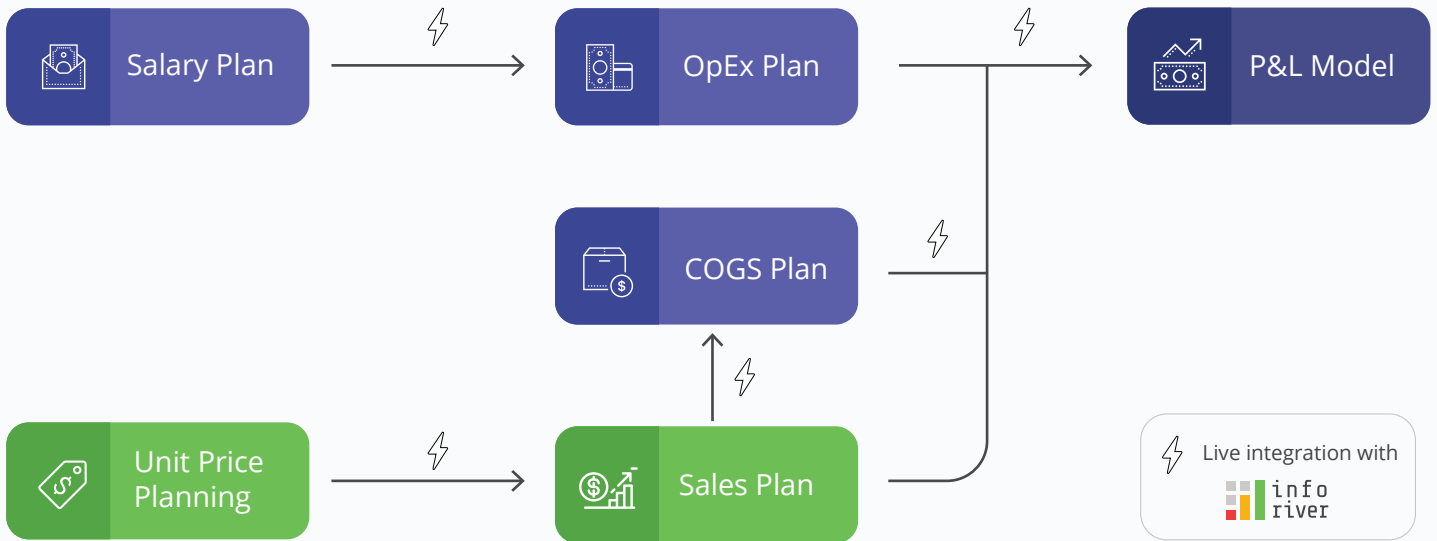 Salary Plan
OpEx Plan
P&L Model
$
COGS Plan
$
Unit Price
Planning
$
Sales Plan
Live integration with
info
river